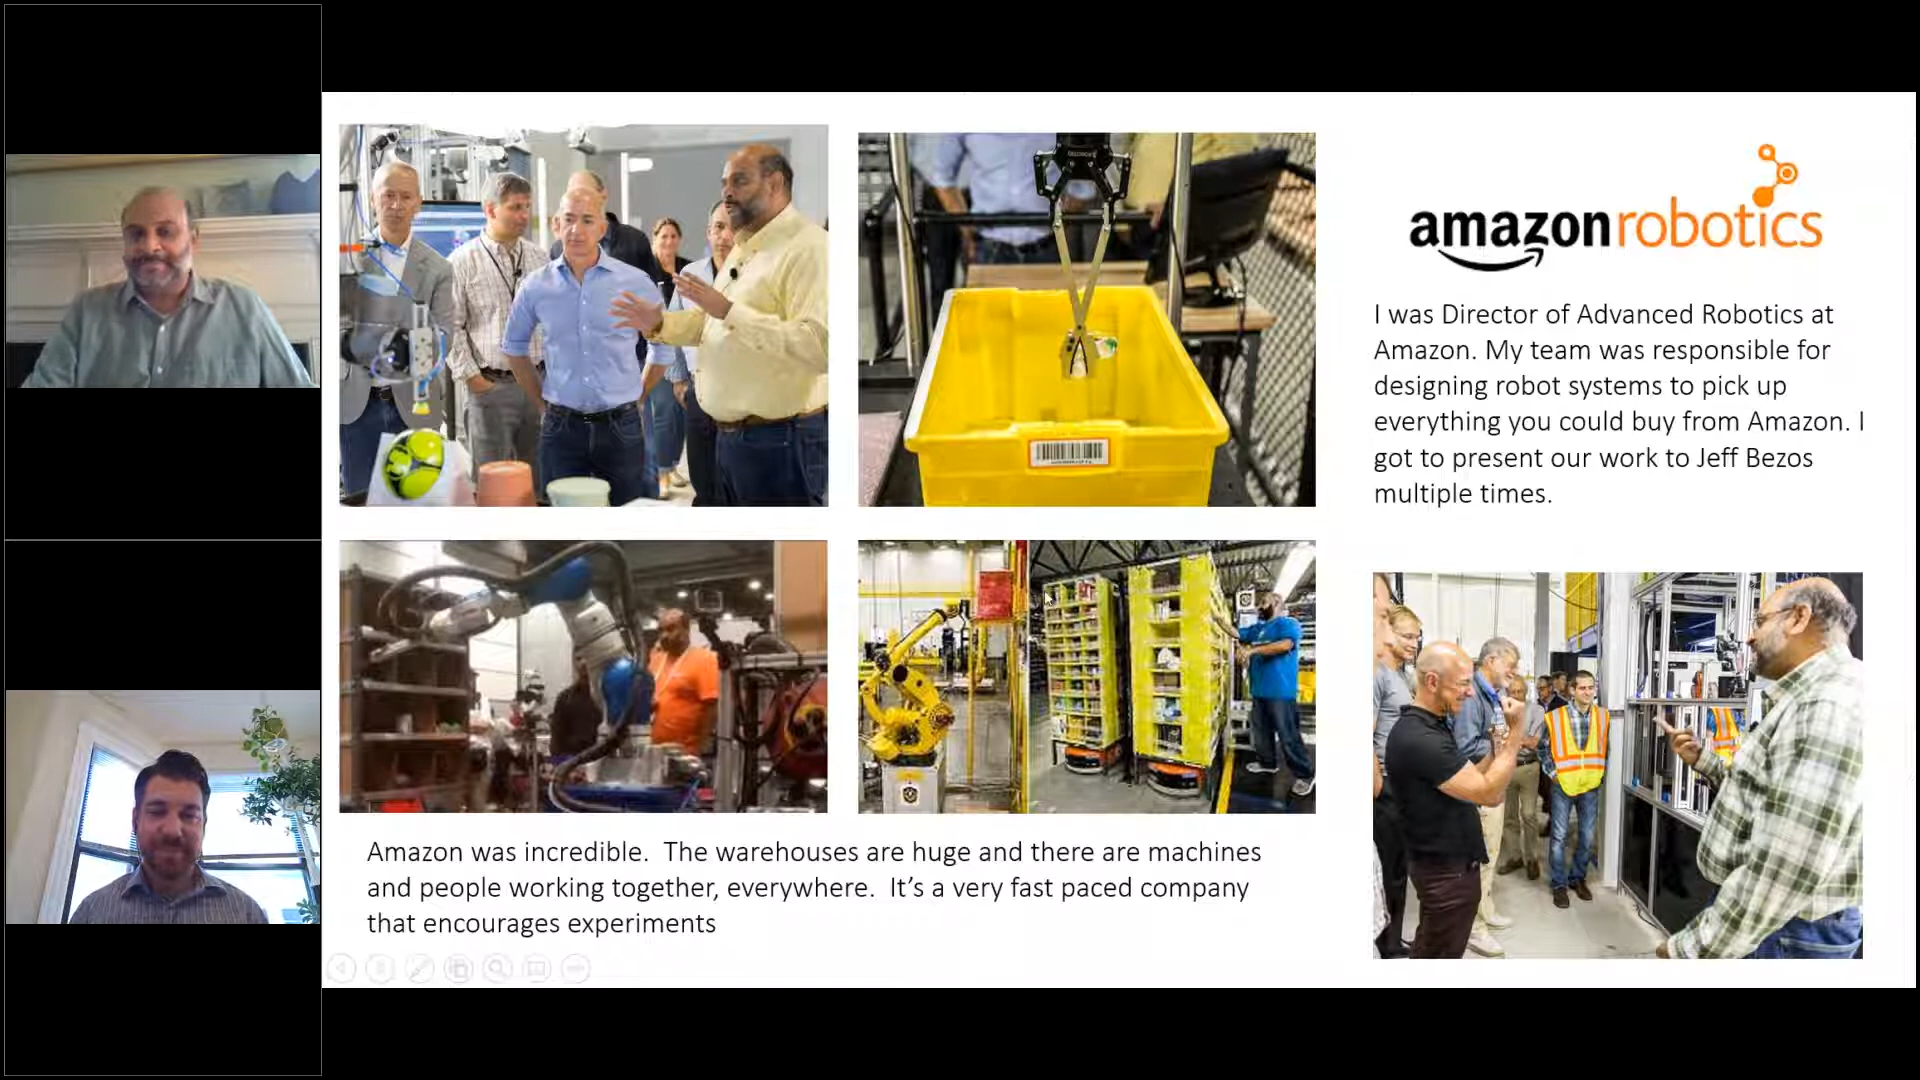 amazonrobotics
I was Director of Advanced Robotics at
Amazon. My team was responsible for
designing robot systems to pick up
everything you could buy from Amazon. I
got to present our work to Jeff Bezos
multiple times.
Amazon was incredible.  The warehouses are huge and there are machines
and people working together, everywhere.  It’s a very fast paced company
that encourages experiments